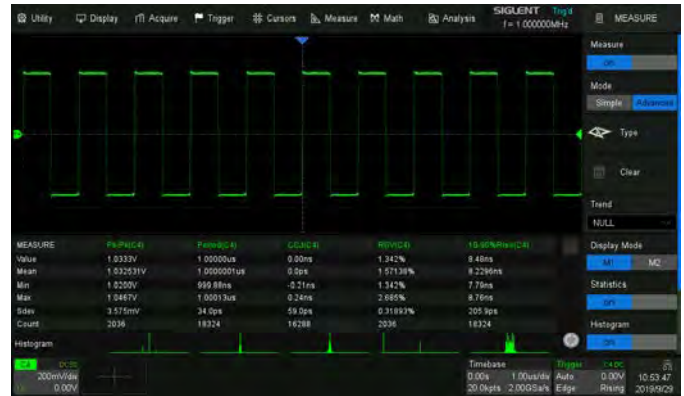 Utility Display Acquire Trigger Cursors Measure Math Analysis SIGLENT Trig'd MEASURE
f = 1.000000MHz
Measure
on
Mode
Simple Advanced
Type
Clear
Trend
NULL
MEASURE Pk-Pk(C4) Period(C4) CCJ(C4) ROV(C4) 10-90%Rise(C4) Display Mode
Value 1.0333V 1.00000us 0.00ns 1.342% 8.48ns M1 M2
Mean 1.032631V 1.0000001us 0.0ps 1.57138% 8.2296ns
Min 1.0200V 999.88ns -0.21ns 1.342% 7.79ns Statistics
Max 1.0467V 1.00013us 0.24ns 2.685% 8.76ns on
Sdev 3.575mV 34.0ps 59.0ps 0.31893% 205.9ps
Count 2036 18324 16288 2036 18324 Histogram
Histogram on
C4 DC50 Timebase Trigger C4 DC
200mV/div 0.00s 1.00us/div Auto 0.00V 10:53:47
0.00V 20.0kpts 2.00GSa/s Edge Rising 2019/9/29